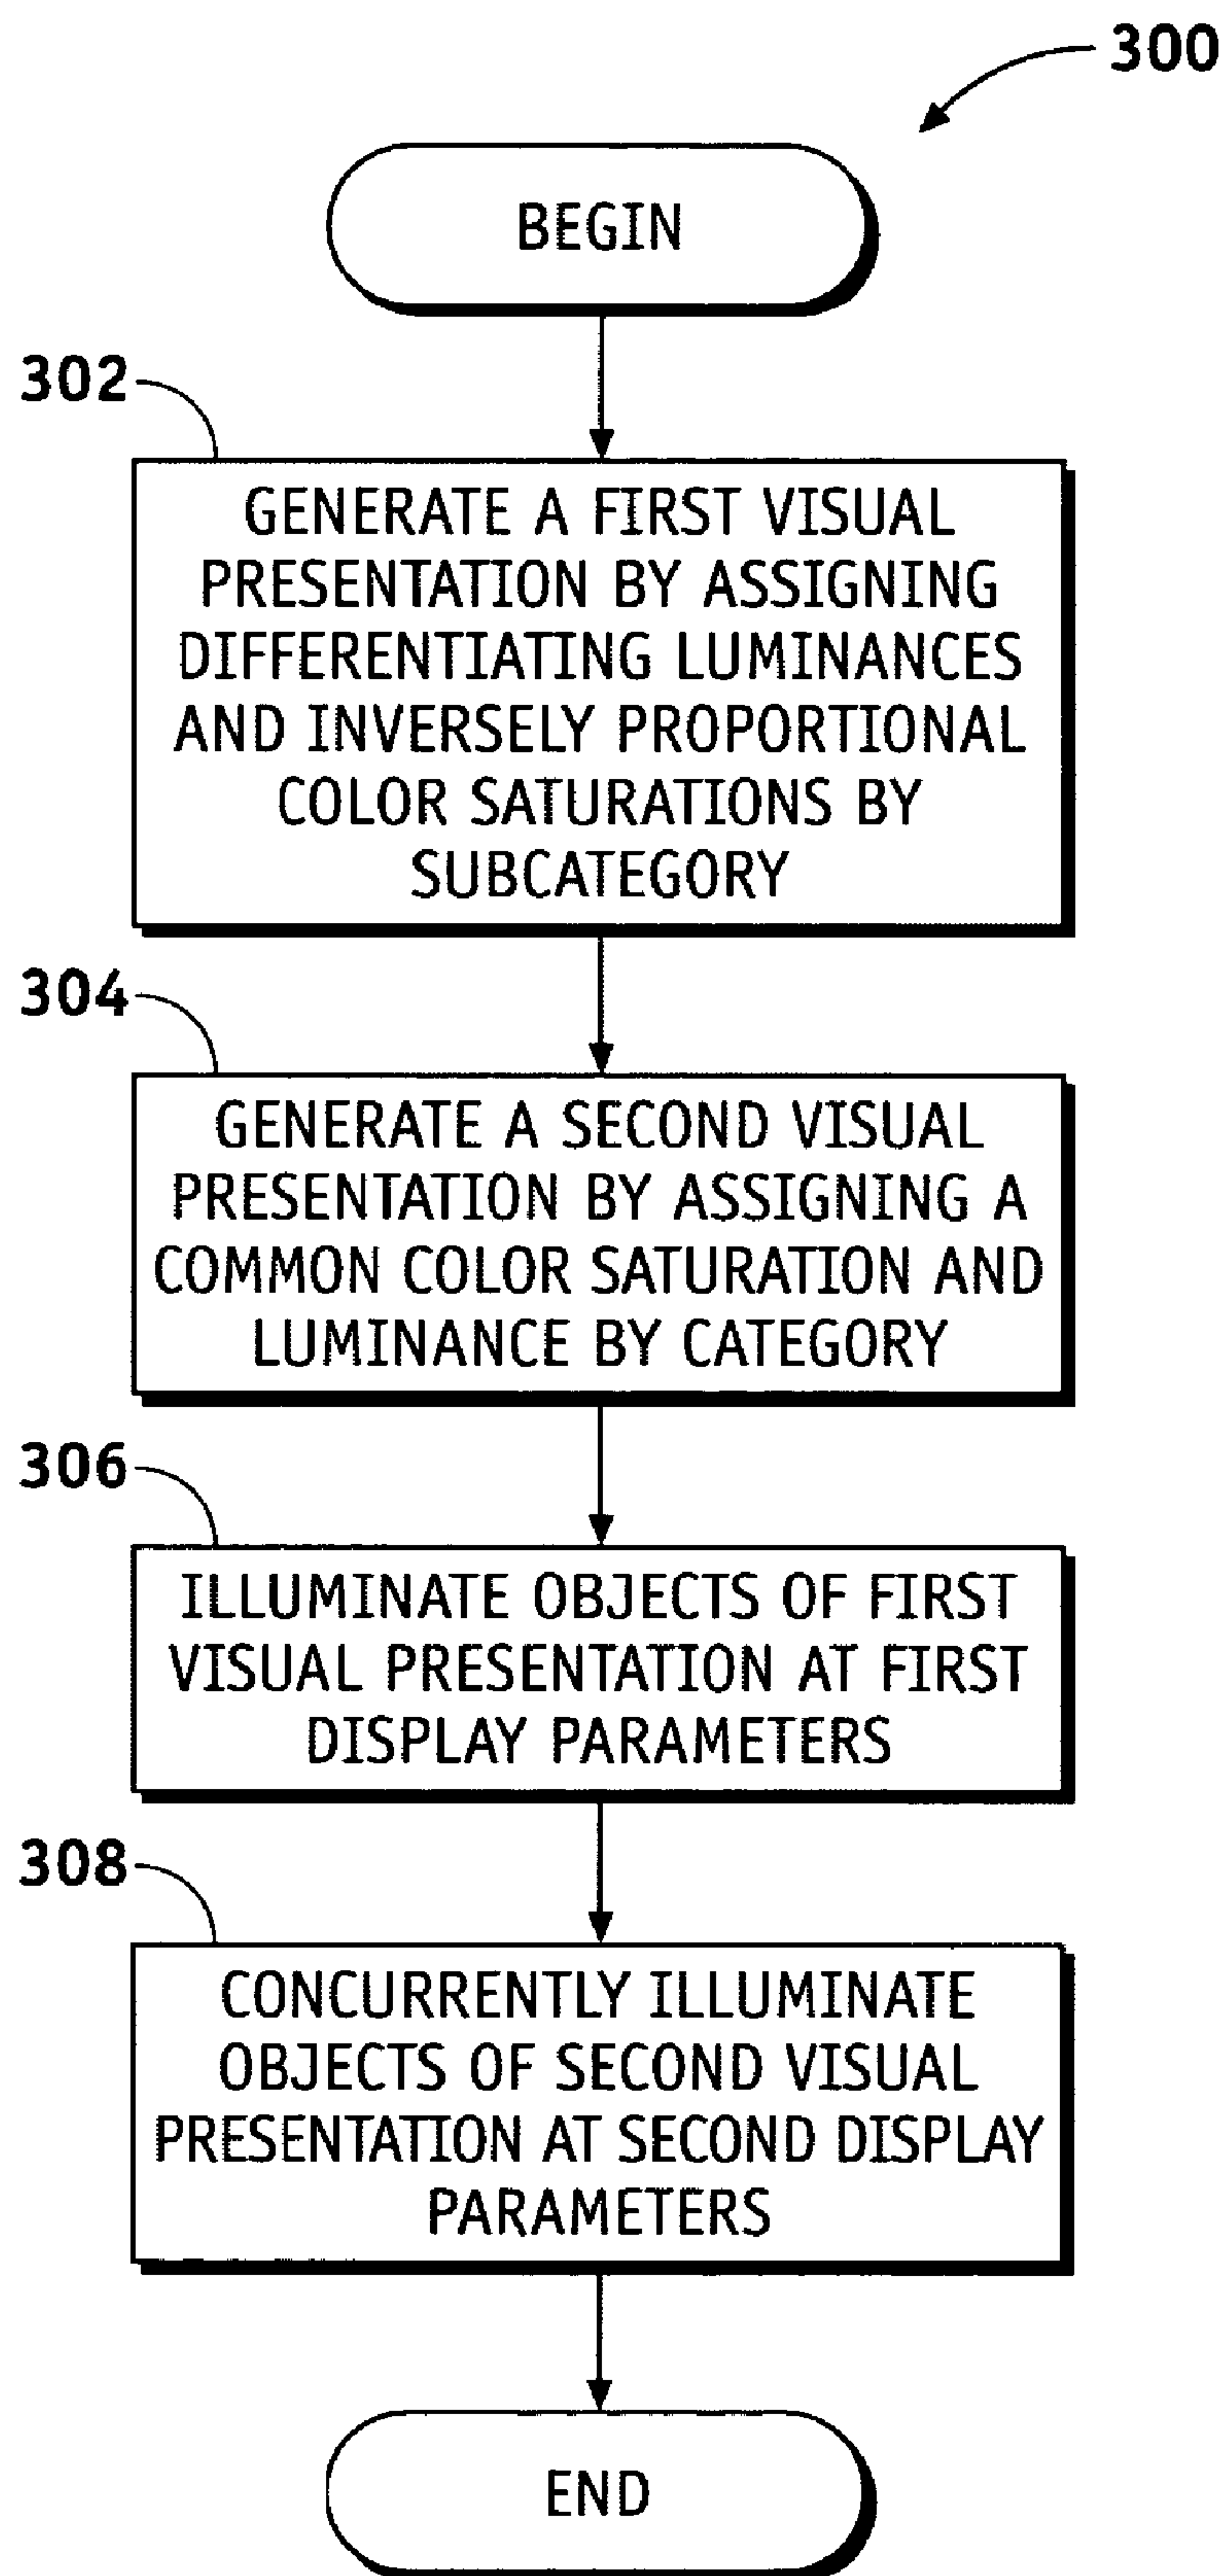 300
BEGIN
302
GENERATE A FIRST VISUAL
PRESENTATION BY ASSIGNING
DIFFERENTIATING LUMINANCES
AND INVERSELY PROPORTIONAL
COLOR SATURATIONS BY
SUBCATEGORY
304
GENERATE A SECOND VISUAL
PRESENTATION BY ASSIGNING A
COMMON COLOR SATURATION AND
LUMINANCE BY CATEGORY
306
ILLUMINATE OBJECTS OF FIRST
VISUAL PRESENTATION AT FIRST
DISPLAY PARAMETERS
308
CONCURRENTLY ILLUMINATE
OBJECTS OF SECOND VISUAL
PRESENTATION AT SECOND DISPLAY
PARAMETERS
END